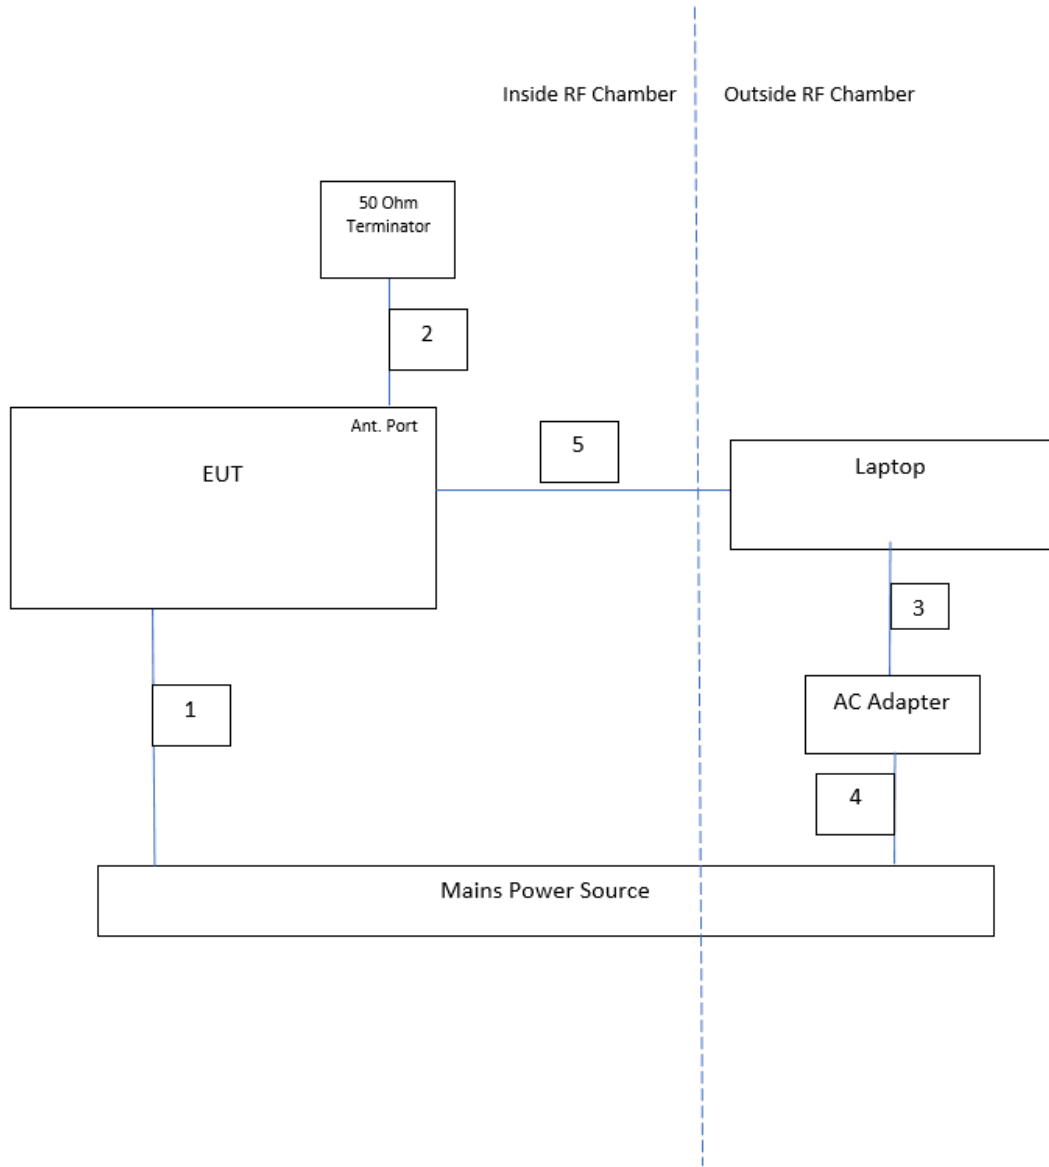 Inside RF Chamber
Outside RF Chamber
50 Ohm
Terminator
2
Ant. Port
EUT
5
Laptop
3
1
AC Adapter
4
Mains Power Source